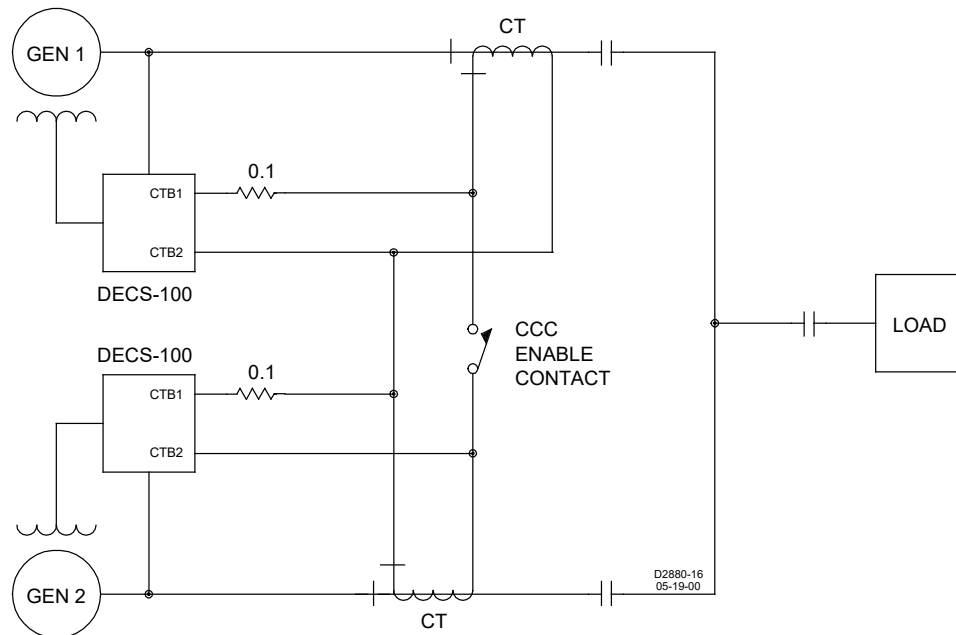 CT
GEN 1
0.1
CTB1
CTB2
DECS-100
CCC
ENABLE
CONTACT
LOAD
DECS-100
0.1
CTB1
CTB2
D2880-16
05-19-00
GEN 2
CT